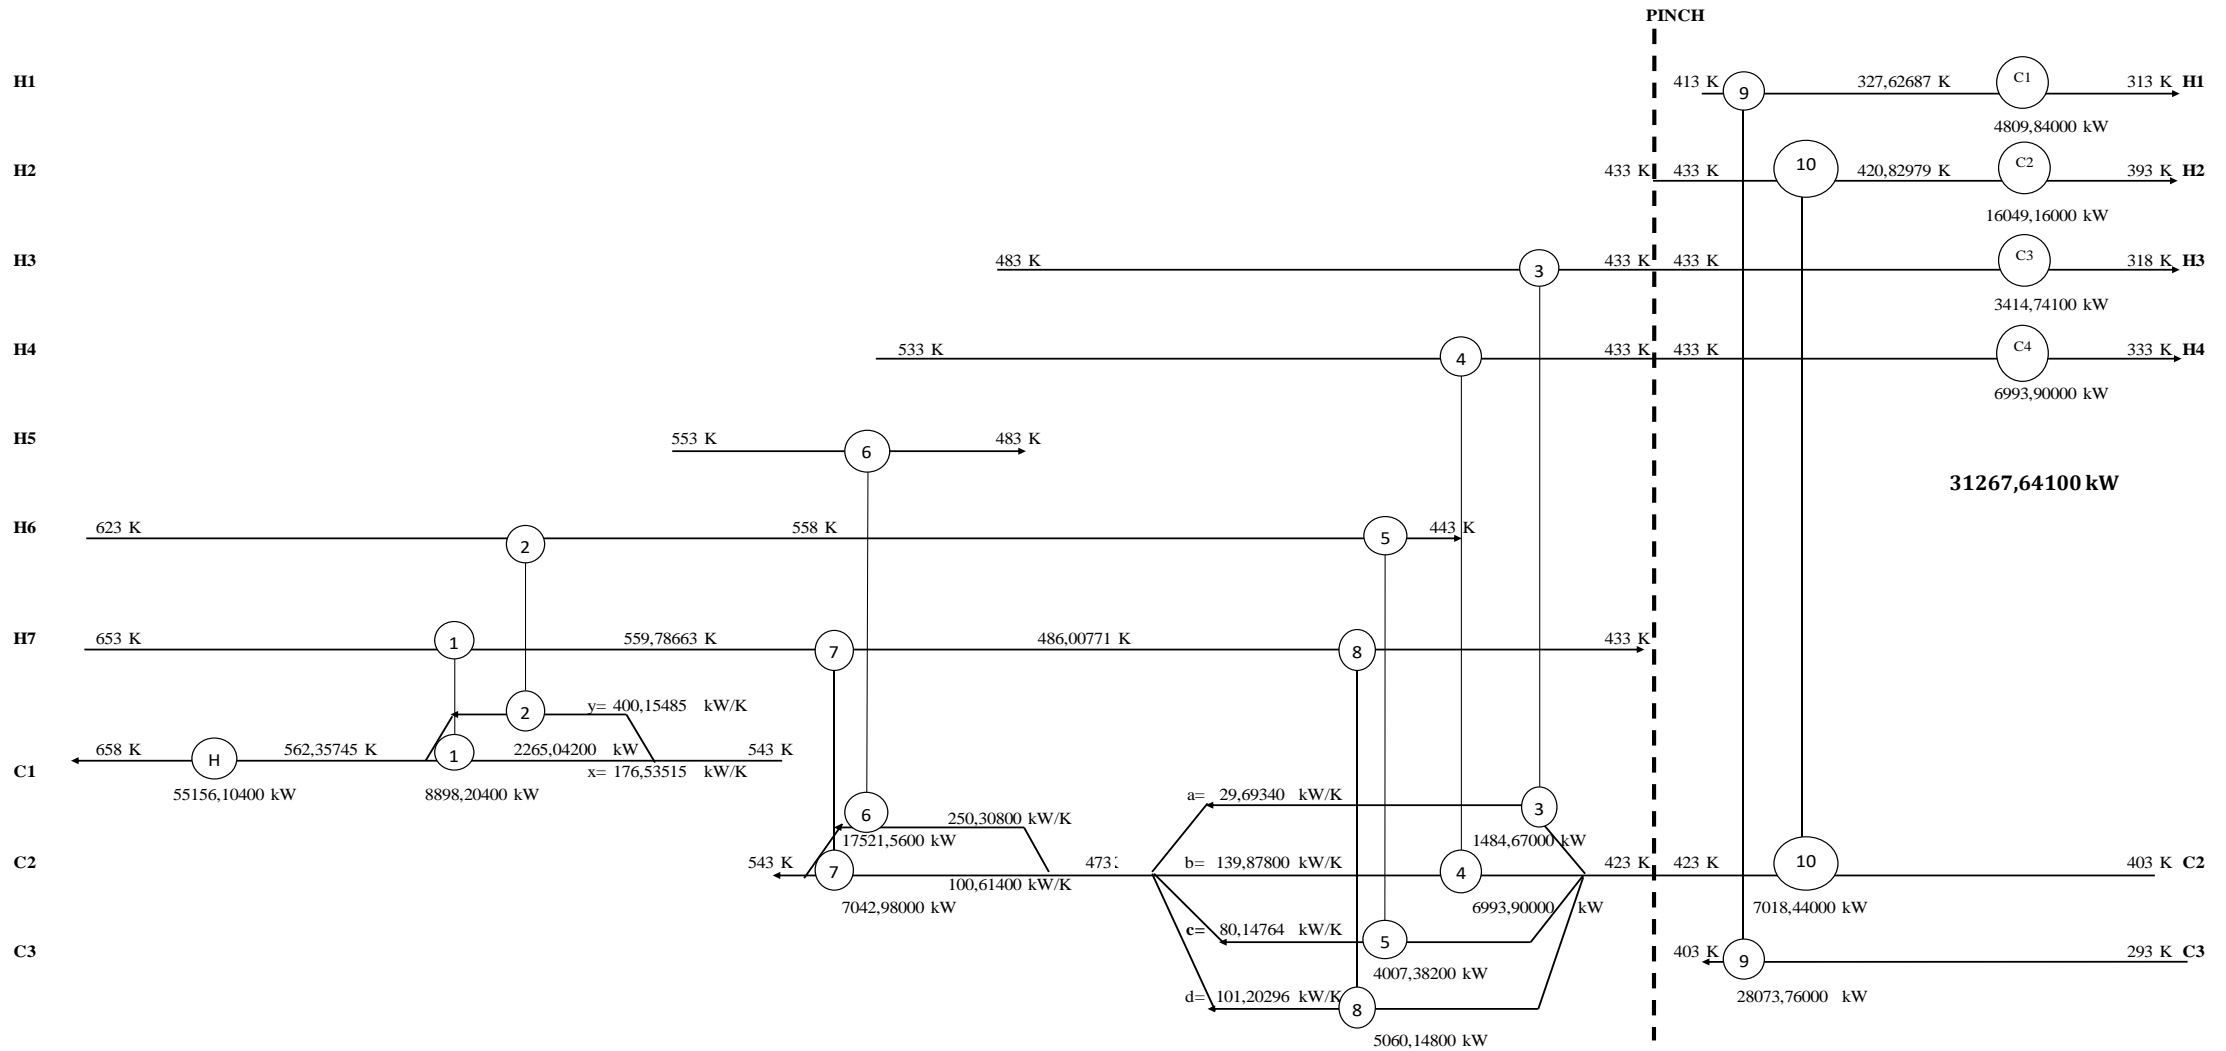 PINCH
H1
413 K
9
327,62687 K
C1
313 K H1
4809,84000 kW
H2
433 K
433 K
10
420,82979 K
C2
393 K H2
16049,16000 kW
H3
483 K
3
433 K
433 K
C3
318 K H3
3414,74100 kW
H4
533 K
4
433 K
433 K
C4
333 K H4
6993,90000 kW
H5
553 K
6
483 K
31267,64100 kW
H6
623 K
2
558 K
5
443 K
H7
653 K
1
559,78663 K
7
486,00771 K
8
433 K
2
y= 400,15485 kW/K
658 K
H
562,35745 K
1
2265,04200 kW
543 K
C1
x= 176,53515 kW/K
55156,10400 kW
8898,20400 kW
6
250,30800 kW/K
17521,5600 kW
a= 29,69340 kW/K
3
1484,67000 kW
C2
543 K
7
100,61400 kW/K
7042,98000 kW
473
b= 139,87800 kW/K
4
6993,90000 kW
423 K
423 K
10
403 K C2
7018,44000 kW
C3
c= 80,14764 kW/K
5
4007,38200 kW
403 K
9
293 K C3
28073,76000 kW
d= 101,20296 kW/K
8
5060,14800 kW